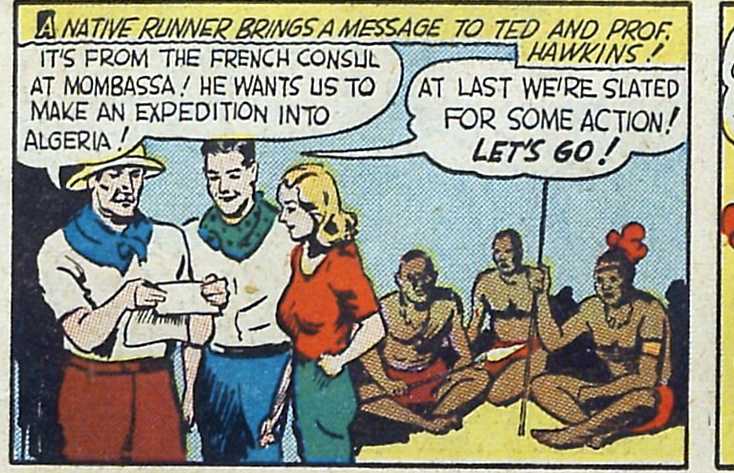 A NATIVE RUNNER BRINGS A MESSAGE TO TED AND PROF.
HAWKINS!
IT'S FROM THE FRENCH CONSUL
AT MOMBASSA! HE WANTS US TO
MAKE AN EXPEDITION INTO
ALGERIA!
AT LAST WE'RE SLATED
FOR SOME ACTION!
LET'S GO!